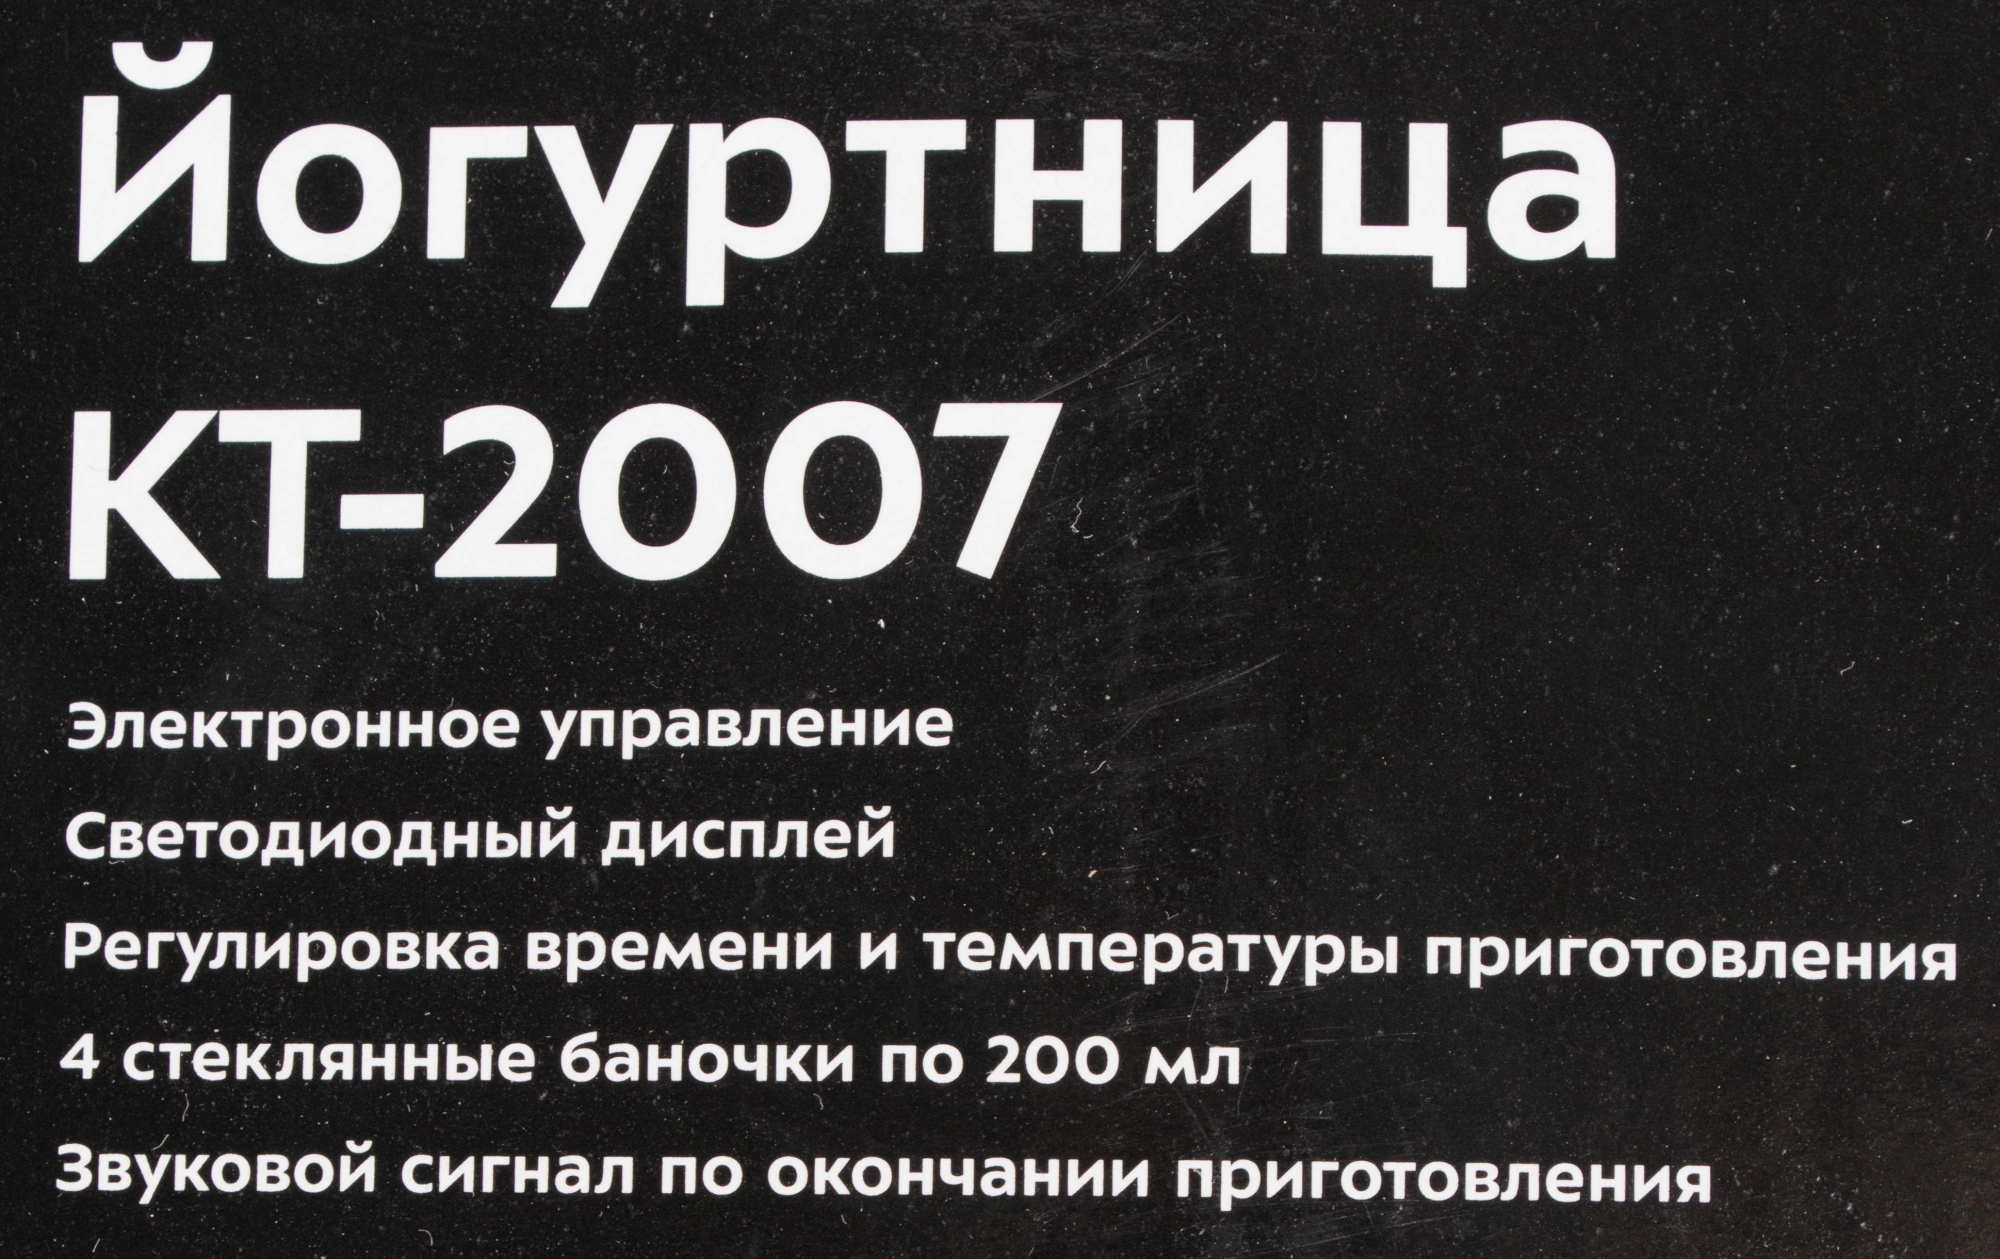 Йогуртница
КТ-2007
Электронное управление
Светодиодный дисплей
Регулировка времени и температуры приготовления
4 стеклянные баночки по 200 мл
Звуковой сигнал по окончании приготовления